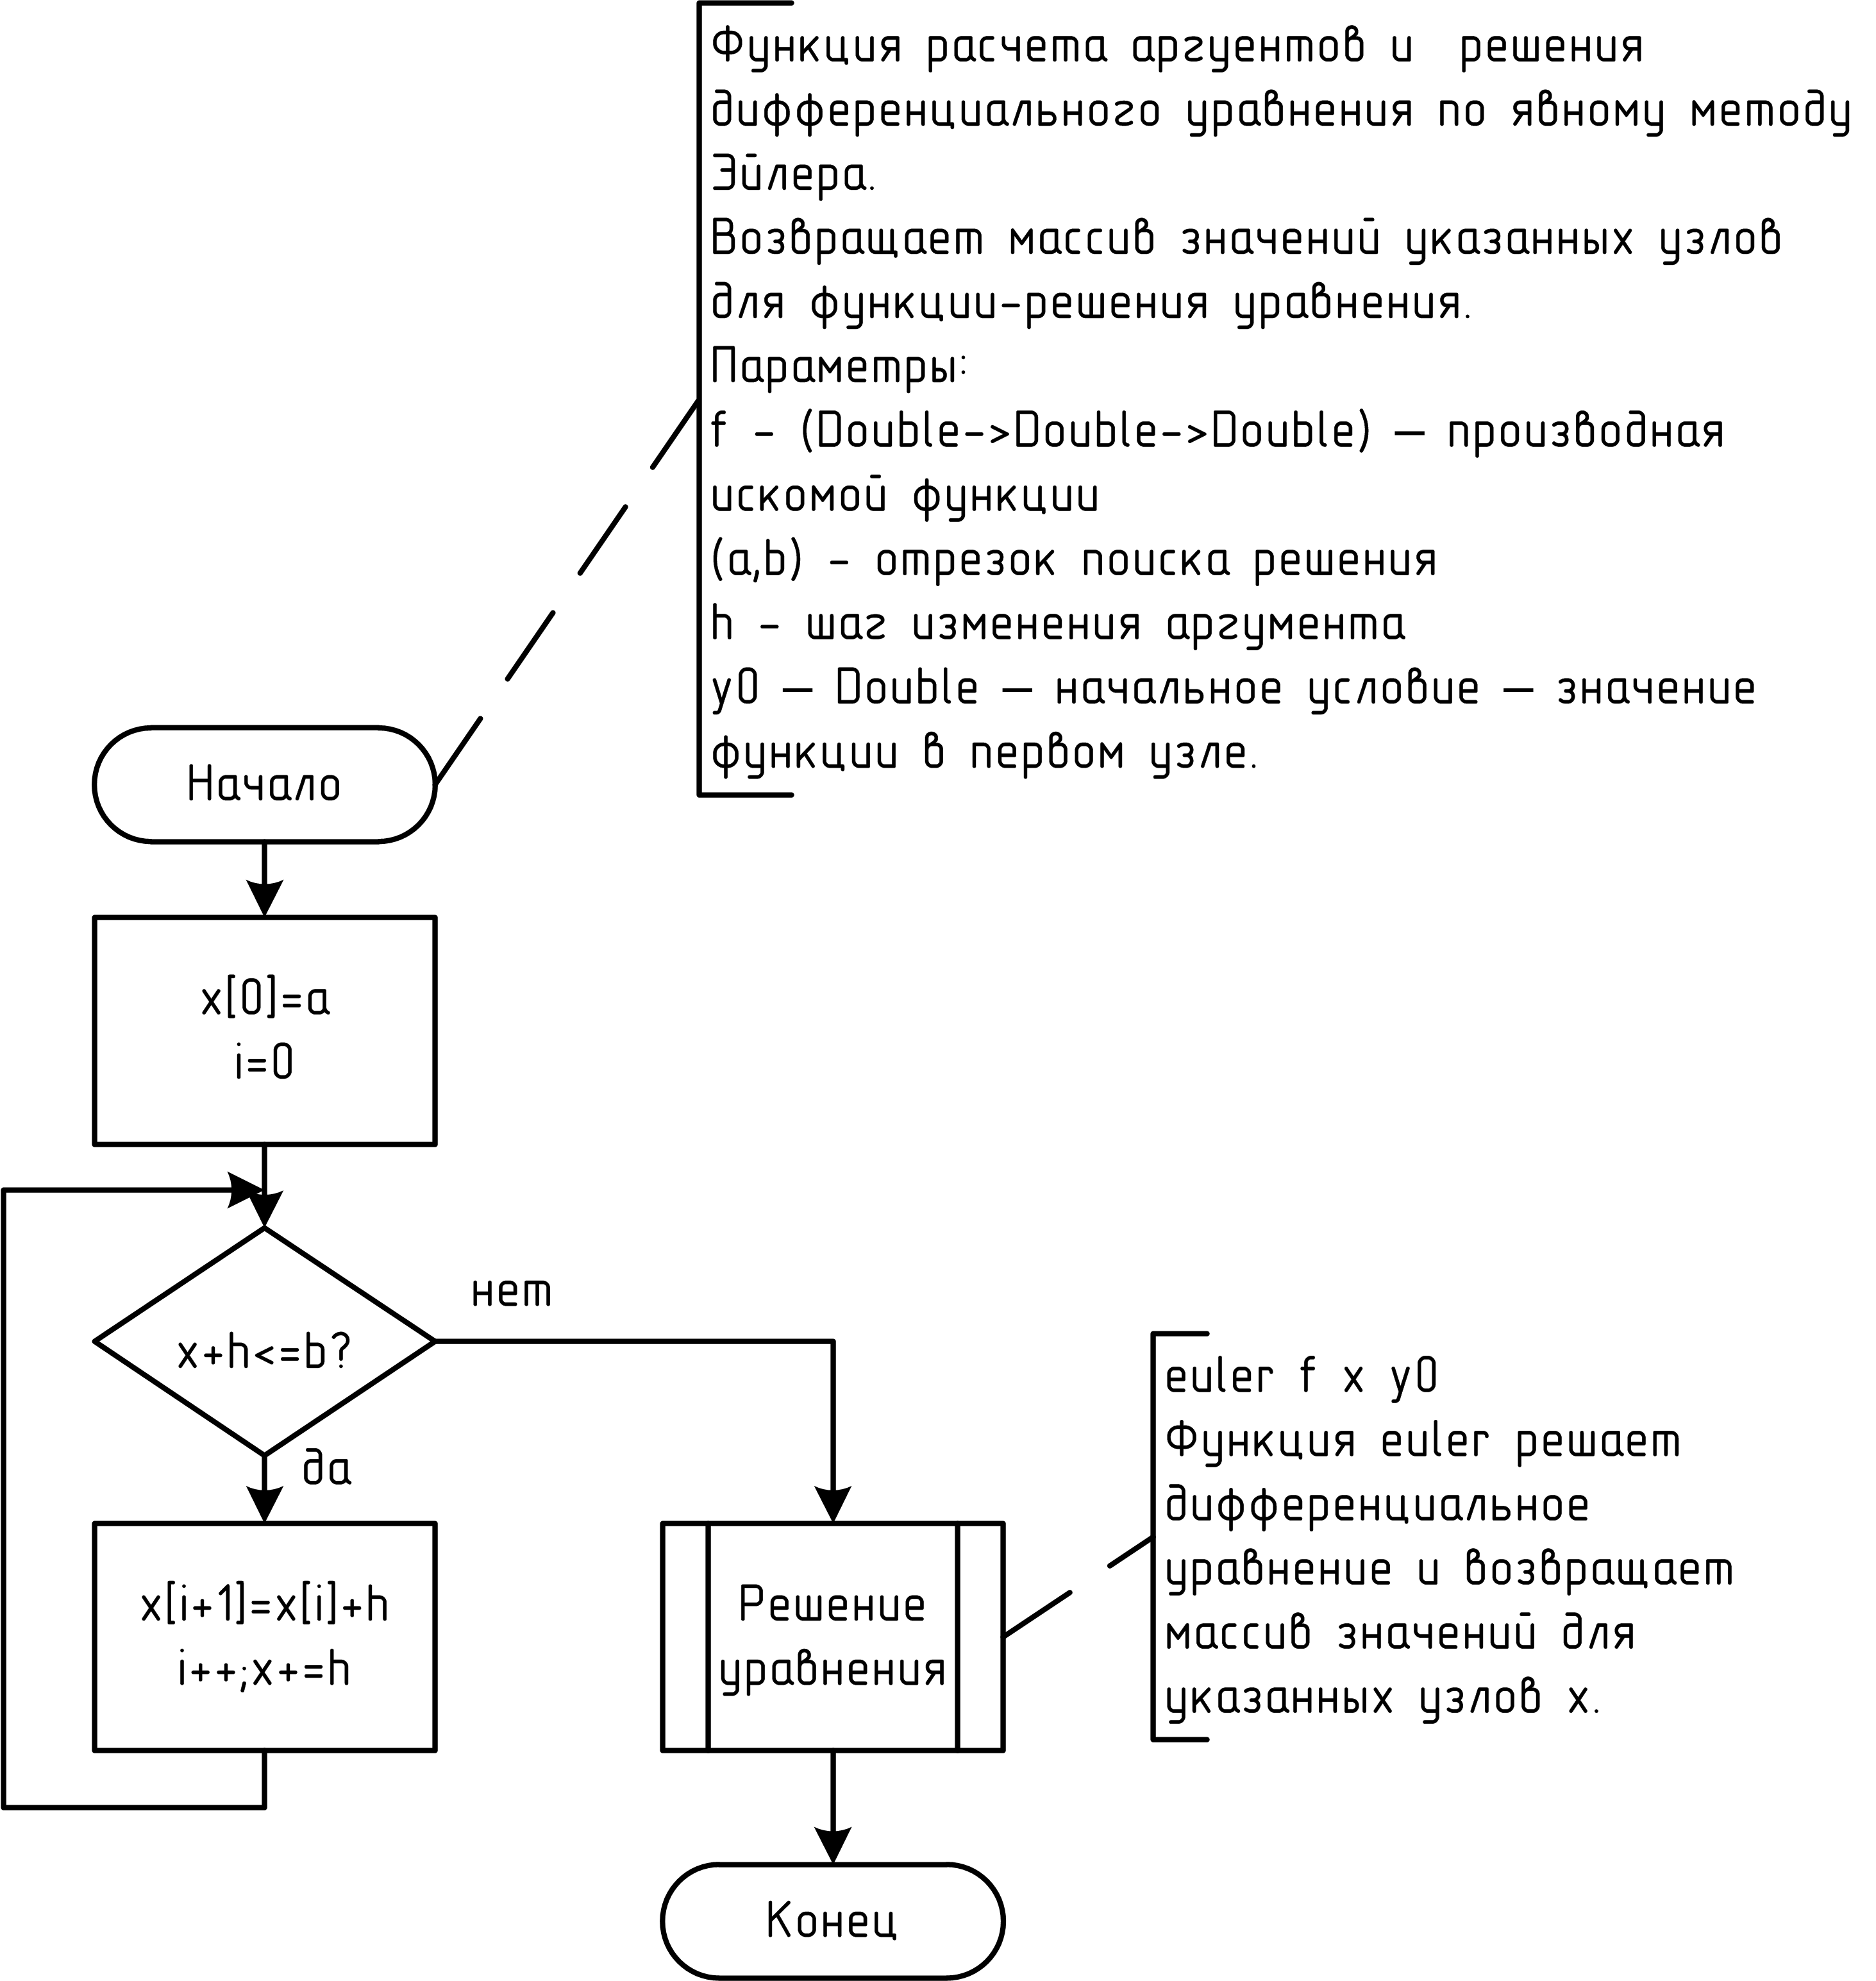 Функция расчета аргуентов и решения
дифференциального уравнения по явному методу
Эйлера.
Возвращает массив значений указанных узлов
для функции-решения уравнения.
Параметры:
f - (Double->Double->Double) — производная
искомой функции
(a,b) - отрезок поиска решения
h - шаг изменения аргумента
y0 — Double — начальное условие — значение
функции в первом узле.
Начало
x[0]=a
i=0
x+h<=b?
нет
да
x[i+1]=x[i]+h
i++;x+=h
Решение
уравнения
euler f x y0
Функция euler решает
дифференциальное
уравнение и возвращает
массив значений для
указанных узлов x.
Конец